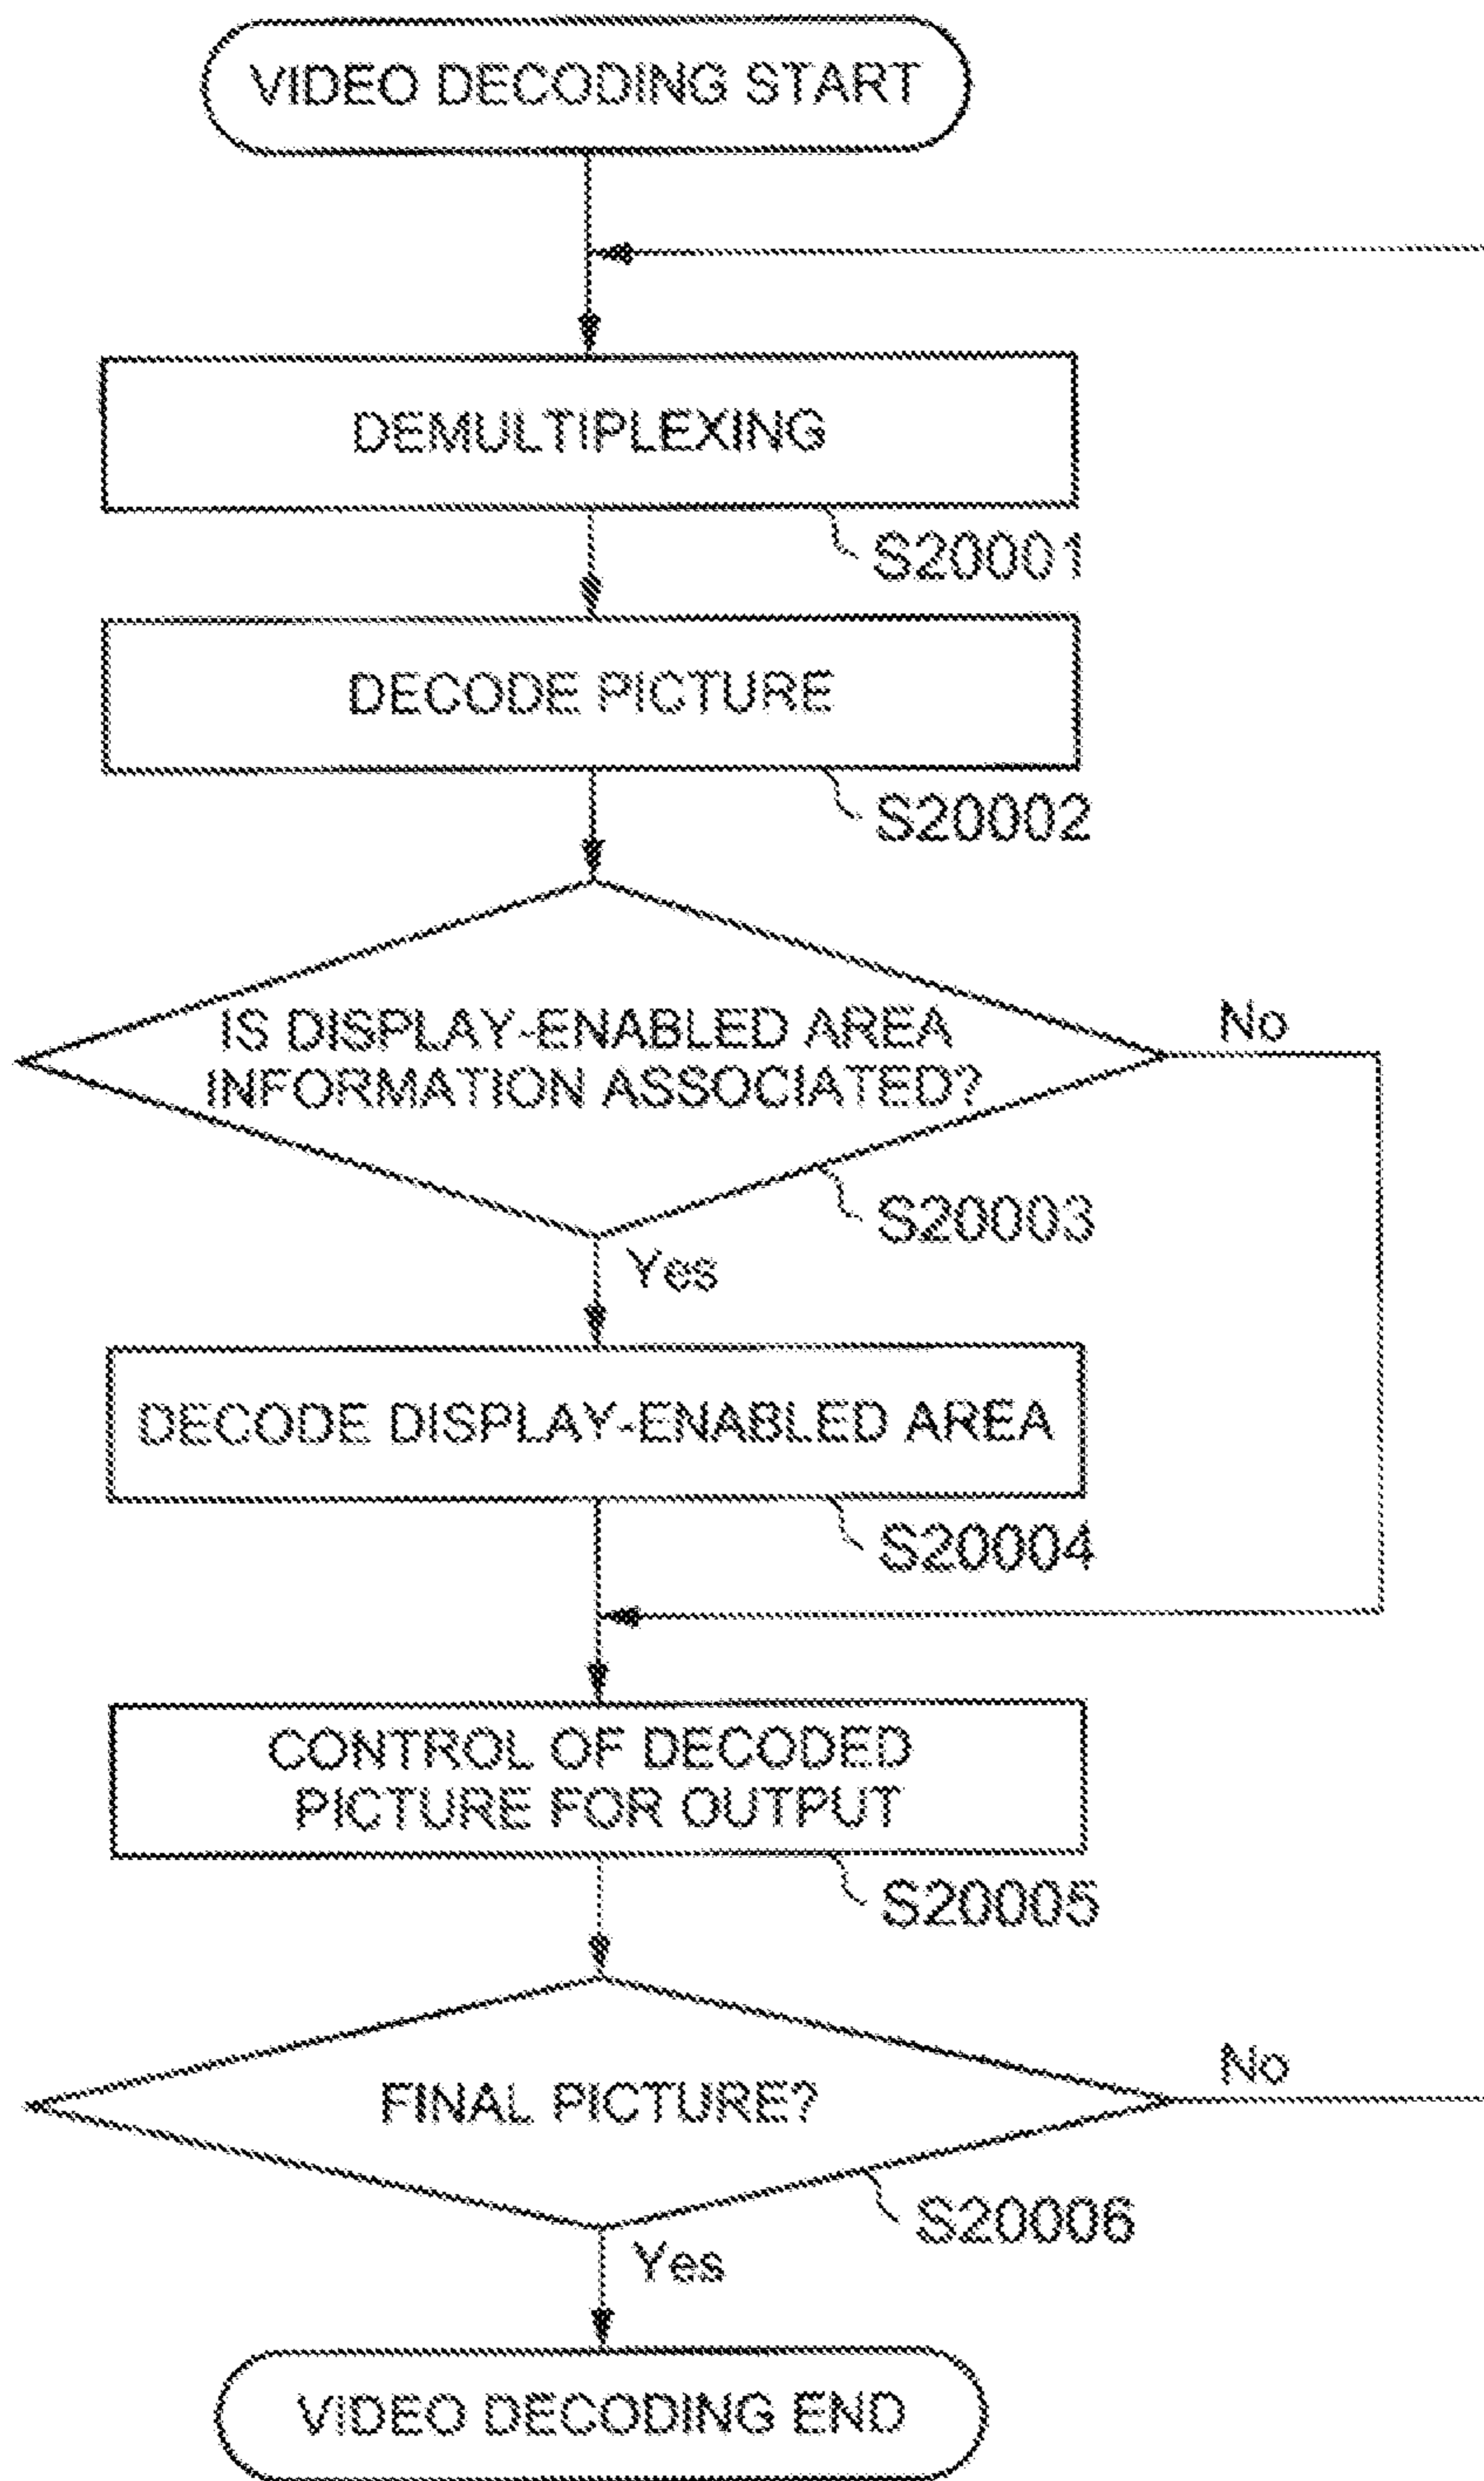 VIDEO DECODING START
DEMULTIPLEXING
S20001
DECODE PICTURE
S20002
IS DISPLAY-ENABLED AREA
INFORMATION ASSOCIATED?
No
S20003
Yes
DECODE DISPLAY-ENABLED AREA
S20004
CONTROL OF DECODED
PICTURE FOR OUTPUT
S20005
FINAL PICTURE?
No
S20006
Yes
VIDEO DECODING END